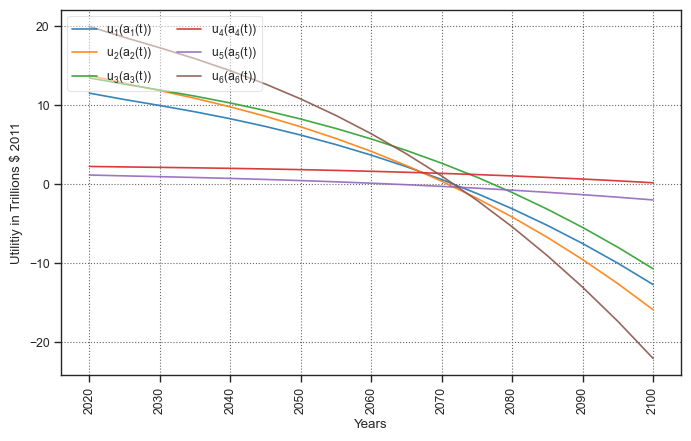 u₁(a₁(t)) u₄(a₄(t))
u₂(a₂(t)) u₅(a₅(t))
u₃(a₃(t)) u₆(a₆(t))
20
10
0
−10
−20
Utilitiy in Trillions $ 2011
2020 2030 2040 2050 2060 2070 2080 2090 2100
Years